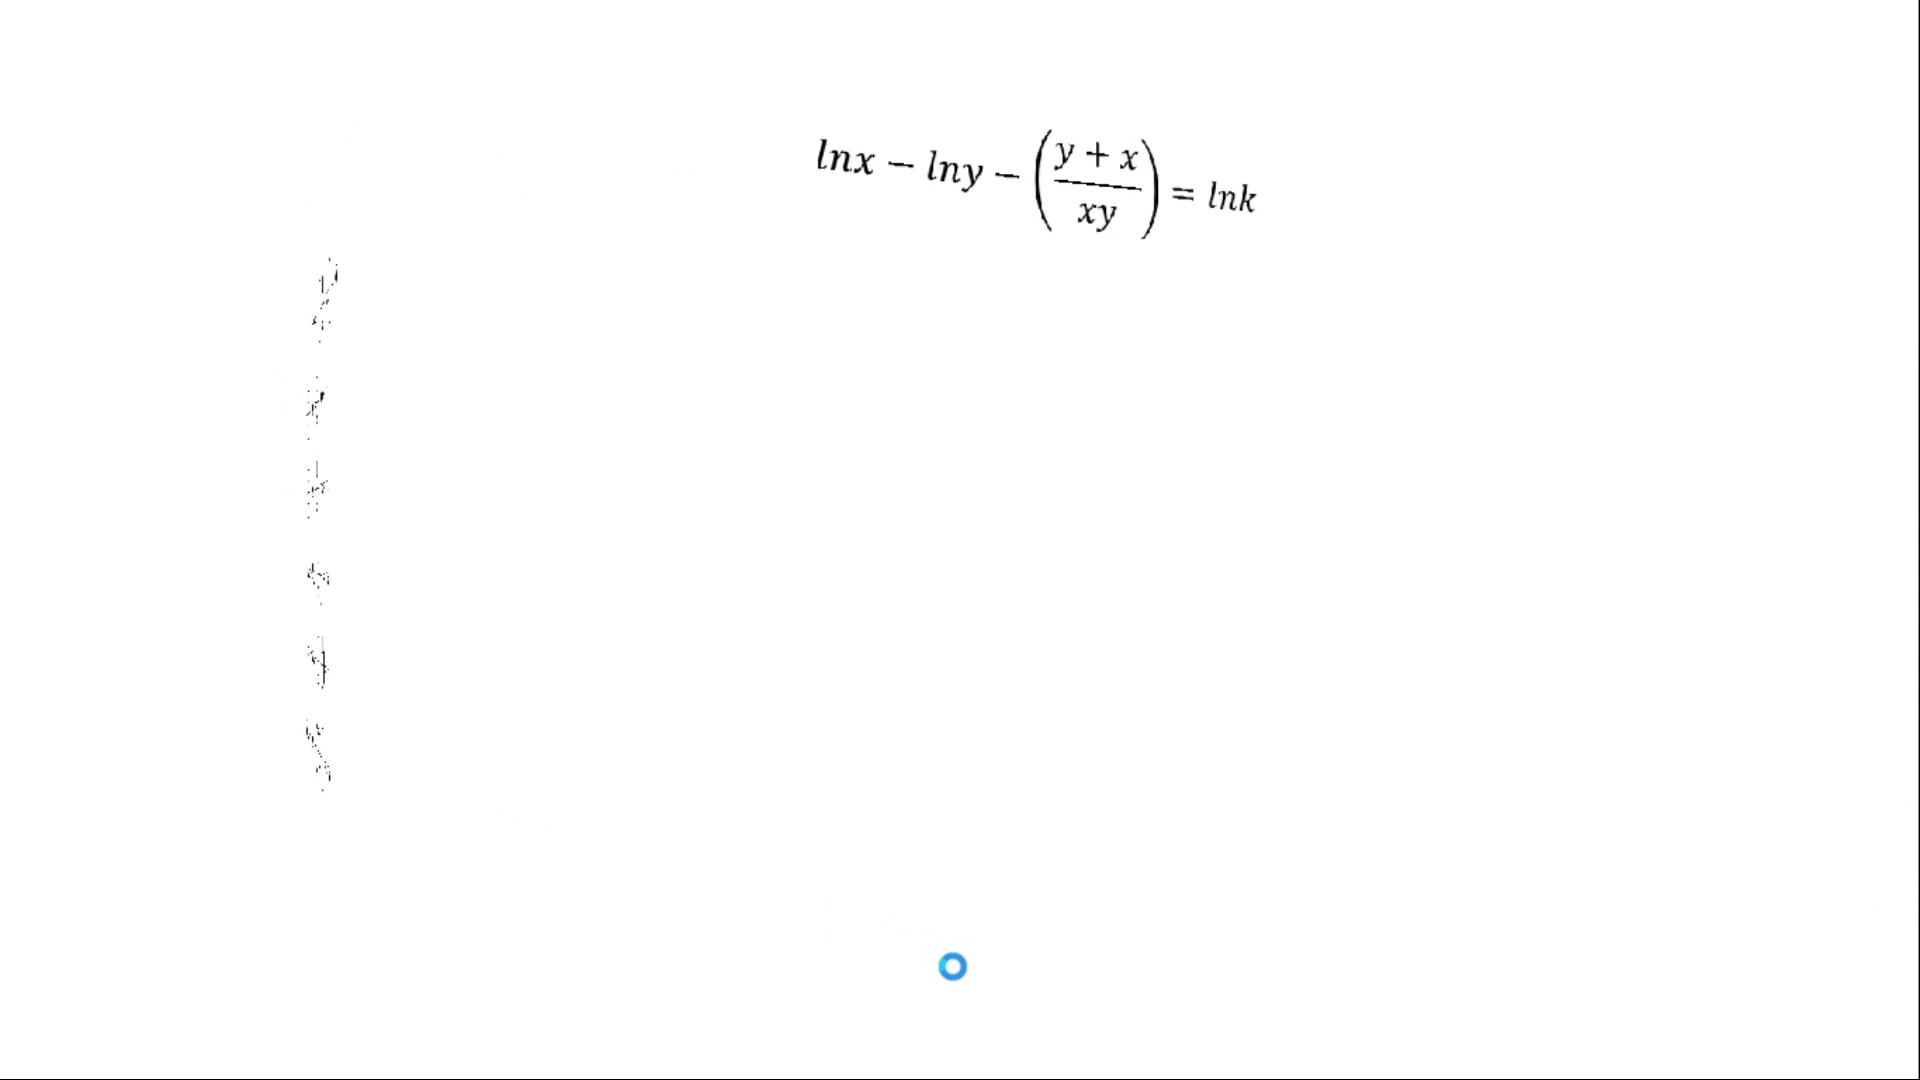 lnx − lny − ((y + x)/(xy)) = lnk